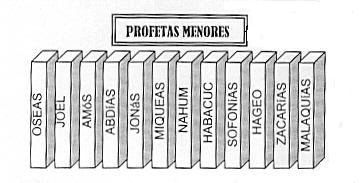 PROFETAS MENORES
OSEAS
JOEL
AMóS
ABDíAS
JONáS
MIQUEAS
NAHUM
HABACUC
SOFONíAS
HAGEO
ZACARíAS
MALAQUíAS